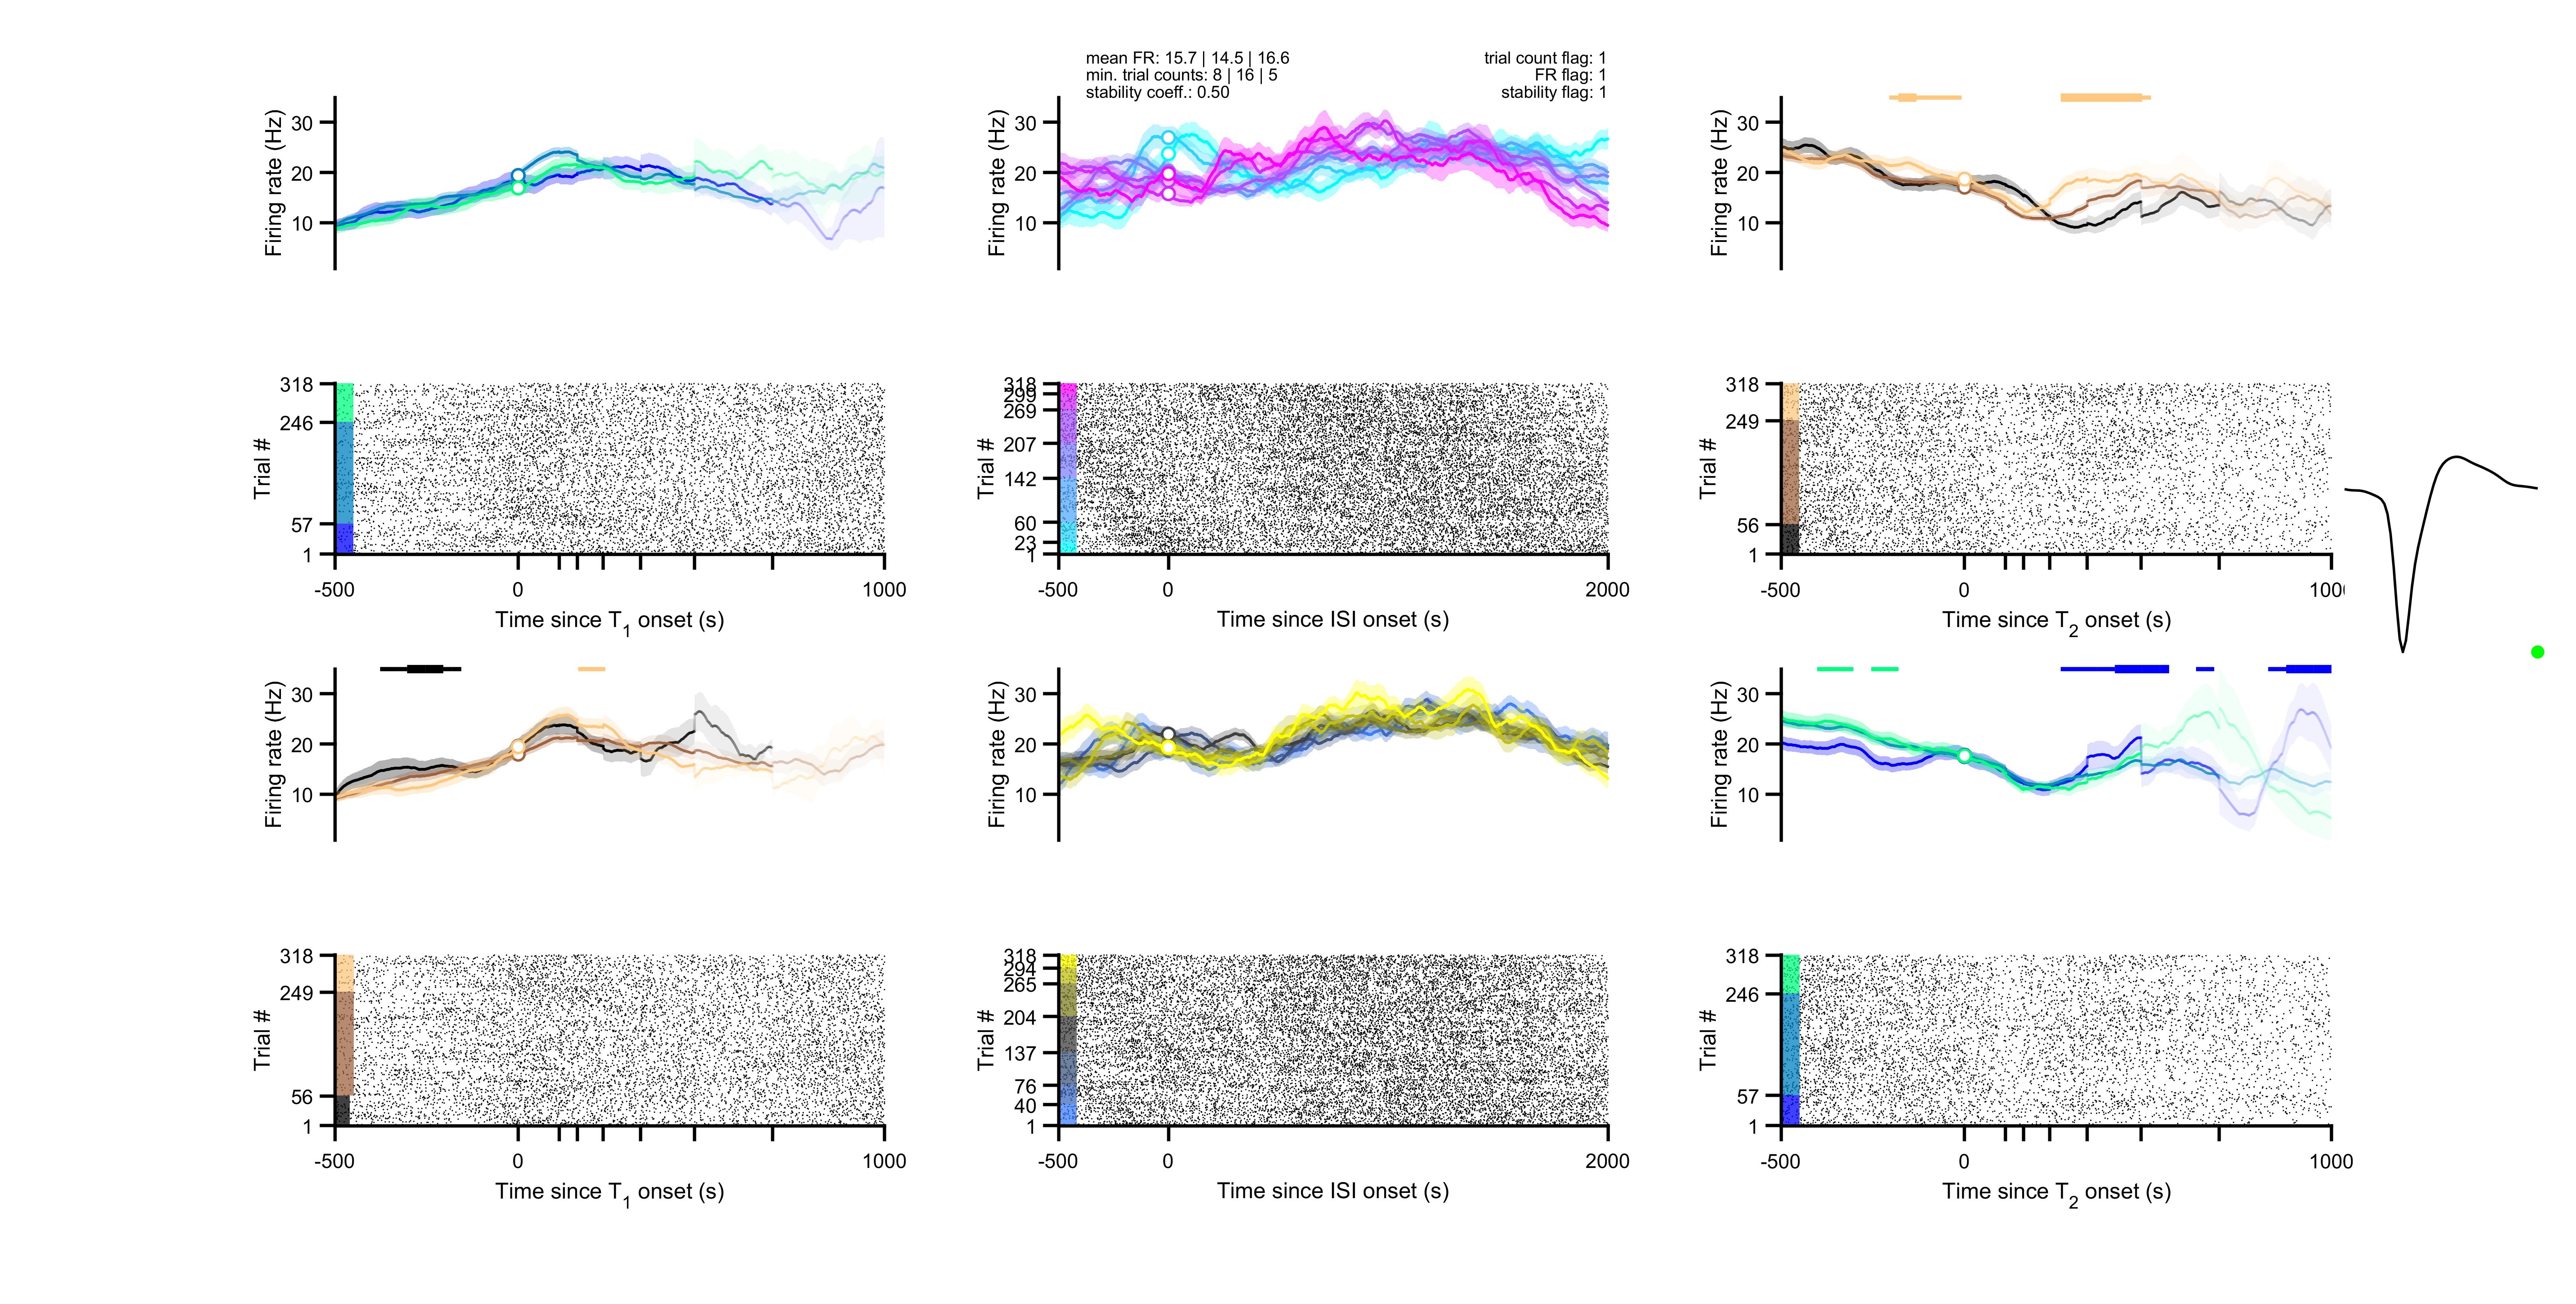 mean FR: 15.7 | 14.5 | 16.6
min. trial counts: 8 | 16 | 5
stability coeff.: 0.50
trial count flag: 1
FR flag: 1
stability flag: 1
Firing rate (Hz)
30
20
10
Firing rate (Hz)
30
20
10
Firing rate (Hz)
30
20
10
Trial #
318
246
57
1
-500
0
1000
Time since T1 onset (s)
Trial #
318
299
269
207
142
60
23
1
-500
0
2000
Time since ISI onset (s)
Trial #
318
249
56
1
-500
0
1000
Time since T2 onset (s)
Firing rate (Hz)
30
20
10
Firing rate (Hz)
30
20
10
Firing rate (Hz)
30
20
10
Trial #
318
249
56
1
-500
0
1000
Time since T1 onset (s)
Trial #
318
294
265
204
137
76
40
1
-500
0
2000
Time since ISI onset (s)
Trial #
318
246
57
1
-500
0
1000
Time since T2 onset (s)